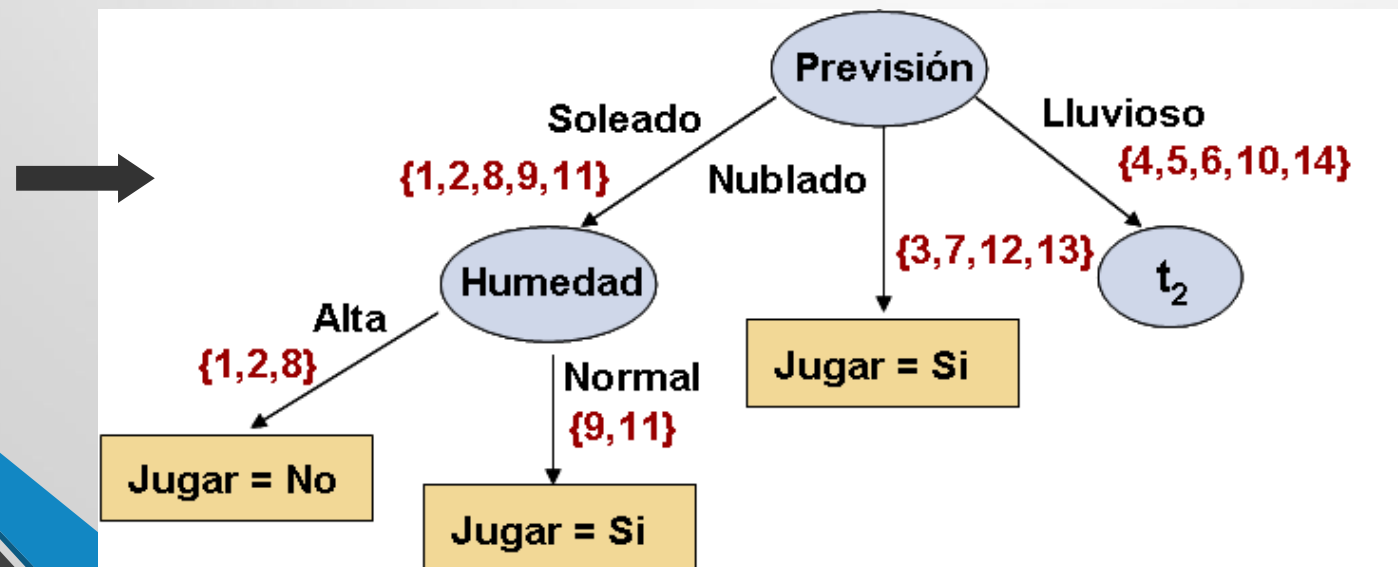 Previsión
Soleado
Lluvioso
{1,2,8,9,11}
Nublado
{4,5,6,10,14}
{3,7,12,13}
Humedad
t₂
Alta
{1,2,8}
Normal
{9,11}
Jugar = Si
Jugar = No
Jugar = Si